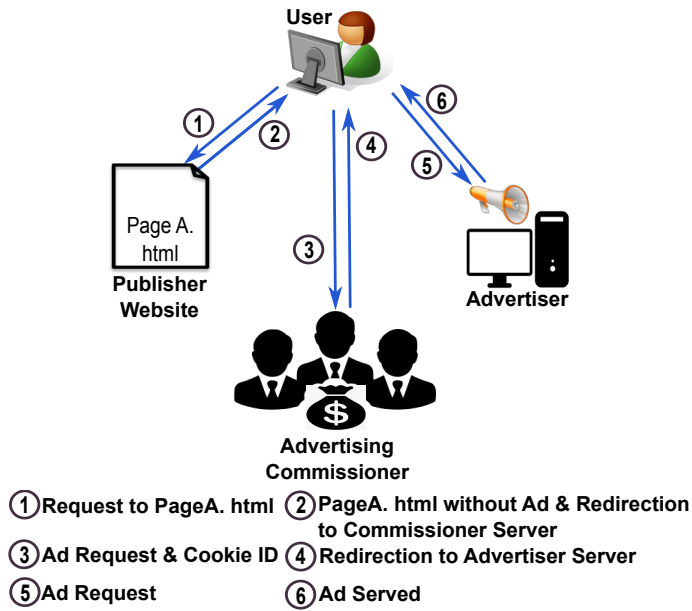 User
1
2
6
4
5
3
Page A.
html
Publisher
Website
Advertiser
$
Advertising
Commissioner
1 Request to PageA. html
2 PageA. html without Ad & Redirection
to Commissioner Server
3 Ad Request & Cookie ID
4 Redirection to Advertiser Server
5 Ad Request
6 Ad Served